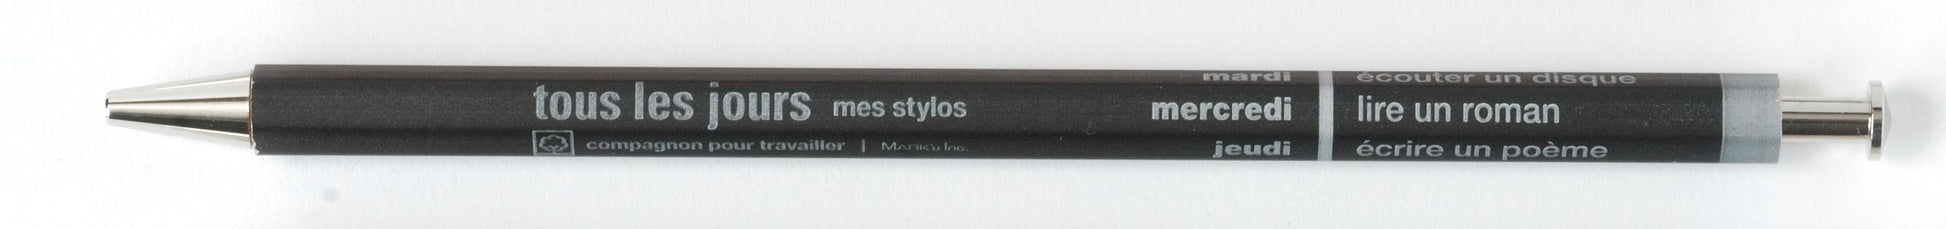 tous les jours mes stylos
compagnon pour travailler | MARK's Inc.
mardi écouter un disque
mercredi lire un roman
jeudi écrire un poème